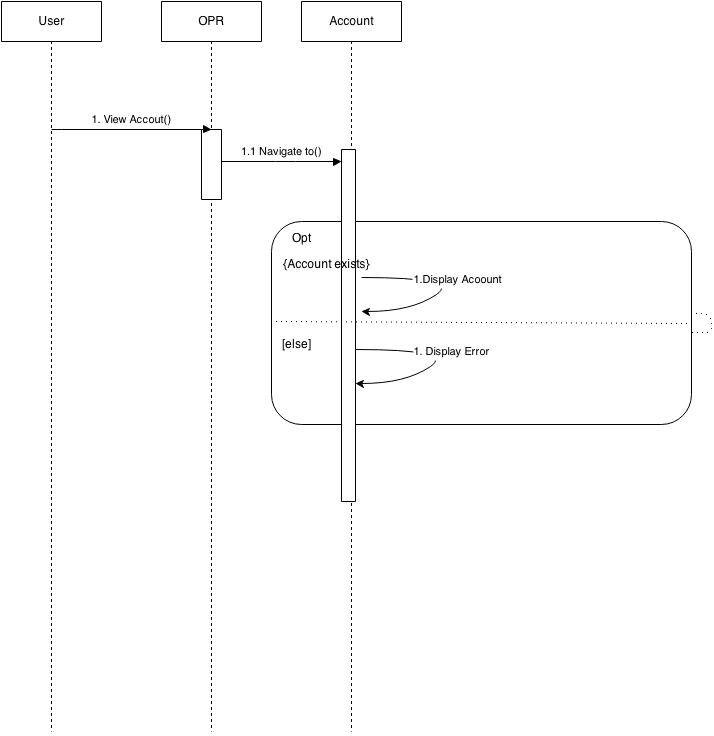 User
OPR
Account
1. View Accout()
1.1 Navigate to()
Opt
{Account exists}
1.Display Acoount
[else]
1. Display Error